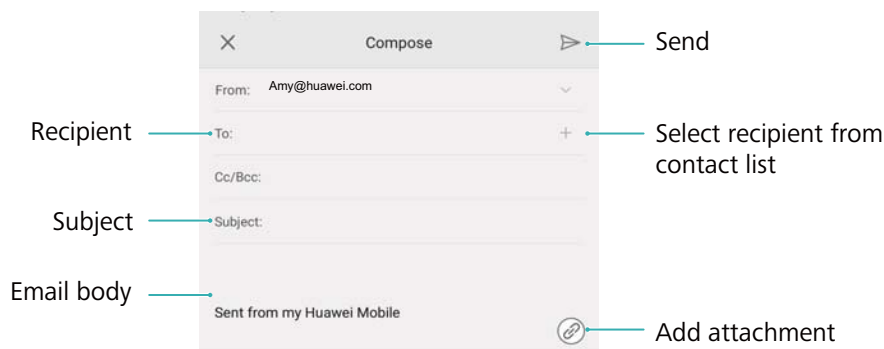 Compose
Send
From: Amy@huawei.com
Recipient
To:
Select recipient from
contact list
Cc/Bcc:
Subject
Subject:
Email body
Sent from my Huawei Mobile
Add attachment